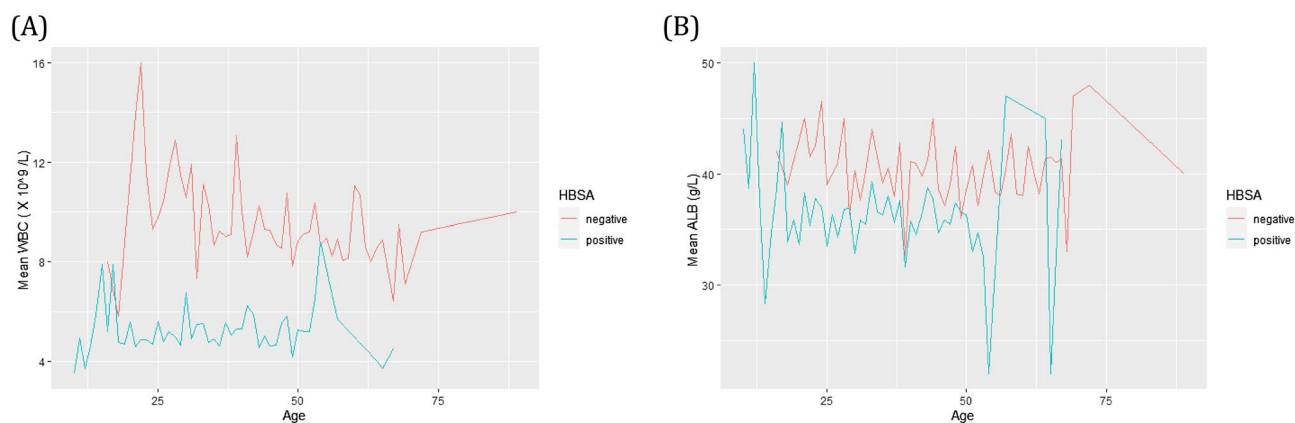 (A)
16
12
8
4
Mean WBC ( X 10^9 /L)
25
50
75
Age
HBSA
negative
positive
(B)
50
40
30
Mean ALB (g/L)
25
50
75
Age
HBSA
negative
positive